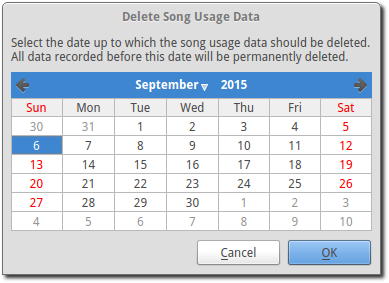 Delete Song Usage Data
Select the date up to which the song usage data should be deleted.
All data recorded before this date will be permanently deleted.
September 2015
Sun Mon Tue Wed Thu Fri Sat
30 31 1 2 3 4 5
6 7 8 9 10 11 12
13 14 15 16 17 18 19
20 21 22 23 24 25 26
27 28 29 30 1 2 3
4 5 6 7 8 9 10
Cancel OK